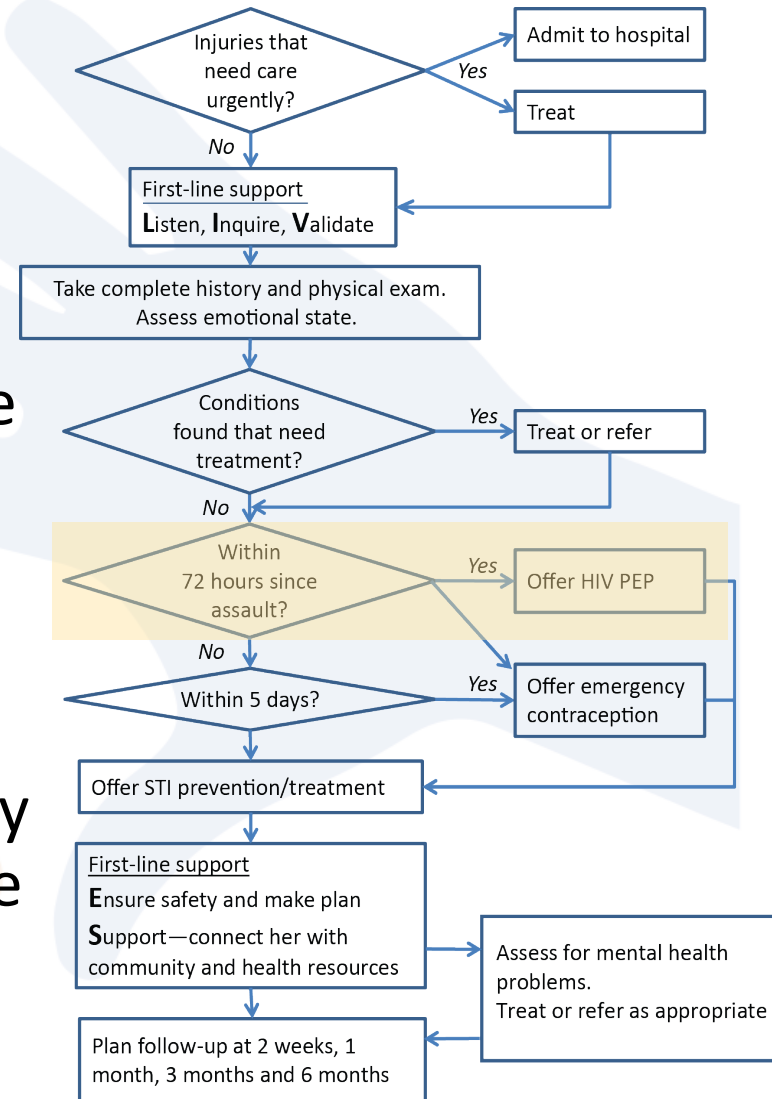 Injuries that
need care
urgently?
Yes
Admit to hospital
Treat
No
First-line support
Listen, Inquire, Validate
Take complete history and physical exam.
Assess emotional state.
e
Conditions
found that need
treatment?
Yes
Treat or refer
No
Within
72 hours since
assault?
Yes
Offer HIV PEP
No
Within 5 days?
Yes
Offer emergency
contraception
Offer STI prevention/treatment
y
e
First-line support
Ensure safety and make plan
Support—connect her with
community and health resources
Assess for mental health
problems.
Treat or refer as appropriate
Plan follow-up at 2 weeks, 1
month, 3 months and 6 months